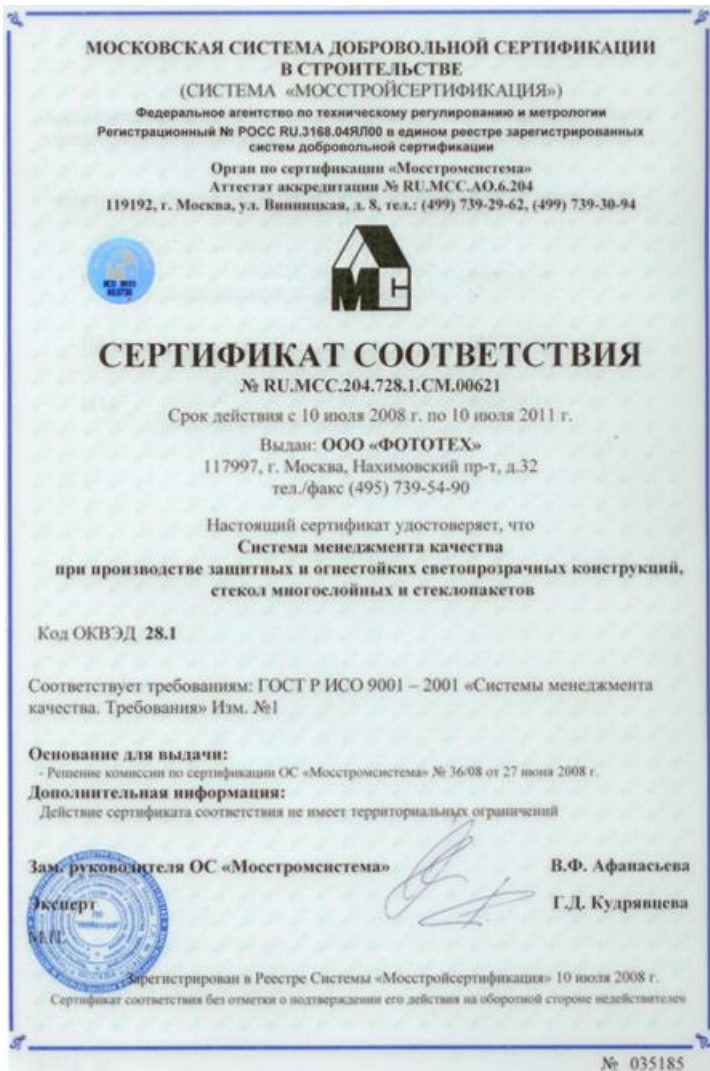 МОСКОВСКАЯ СИСТЕМА ДОБРОВОЛЬНОЙ СЕРТИФИКАЦИИ
В СТРОИТЕЛЬСТВЕ
(СИСТЕМА «МОССТРОЙСЕРТИФИКАЦИЯ»)
Федеральное агентство по техническому регулированию и метрологии
Регистрационный № РОСС RU.3168.04ЯЛ00 в едином реестре зарегистрированных
систем добровольной сертификации
Орган по сертификации «Мосстромсистема»
Аттестат аккредитации № RU.MCC.АО.6.204
119192, г. Москва, ул. Винницкая, д. 8, тел.: (499) 739-29-62, (499) 739-30-94
МС
СЕРТИФИКАТ СООТВЕТСТВИЯ
№ RU.MCC.204.728.1.СМ.00621
Срок действия с 10 июля 2008 г. по 10 июля 2011 г.
Выдан: ООО «ФОТОТЕХ»
117997, г. Москва, Нахимовский пр-т, д.32
тел./факс (495) 739-54-90
Настоящий сертификат удостоверяет, что
Система менеджмента качества
при производстве защитных и огнестойких светопрозрачных конструкций,
стекол многослойных и стеклопакетов
Код ОКВЭД 28.1
Соответствует требованиям: ГОСТ Р ИСО 9001 – 2001 «Системы менеджмента
качества. Требования» Изм. №1
Основание для выдачи:
- Решение комиссии по сертификации ОС «Мосстромсистема» № 36/08 от 27 июня 2008 г.
Дополнительная информация:
Действие сертификата соответствия не имеет территориальных ограничений
Зам. руководителя ОС «Мосстромсистема» В.Ф. Афанасьева
Эксперт Г.Д. Кудрявцева
М.П.
Зарегистрирован в Реестре Системы «Мосстройсертификация» 10 июля 2008 г.
Сертификат соответствия без отметки о подтверждении его действия на оборотной стороне недействителен
№ 035185